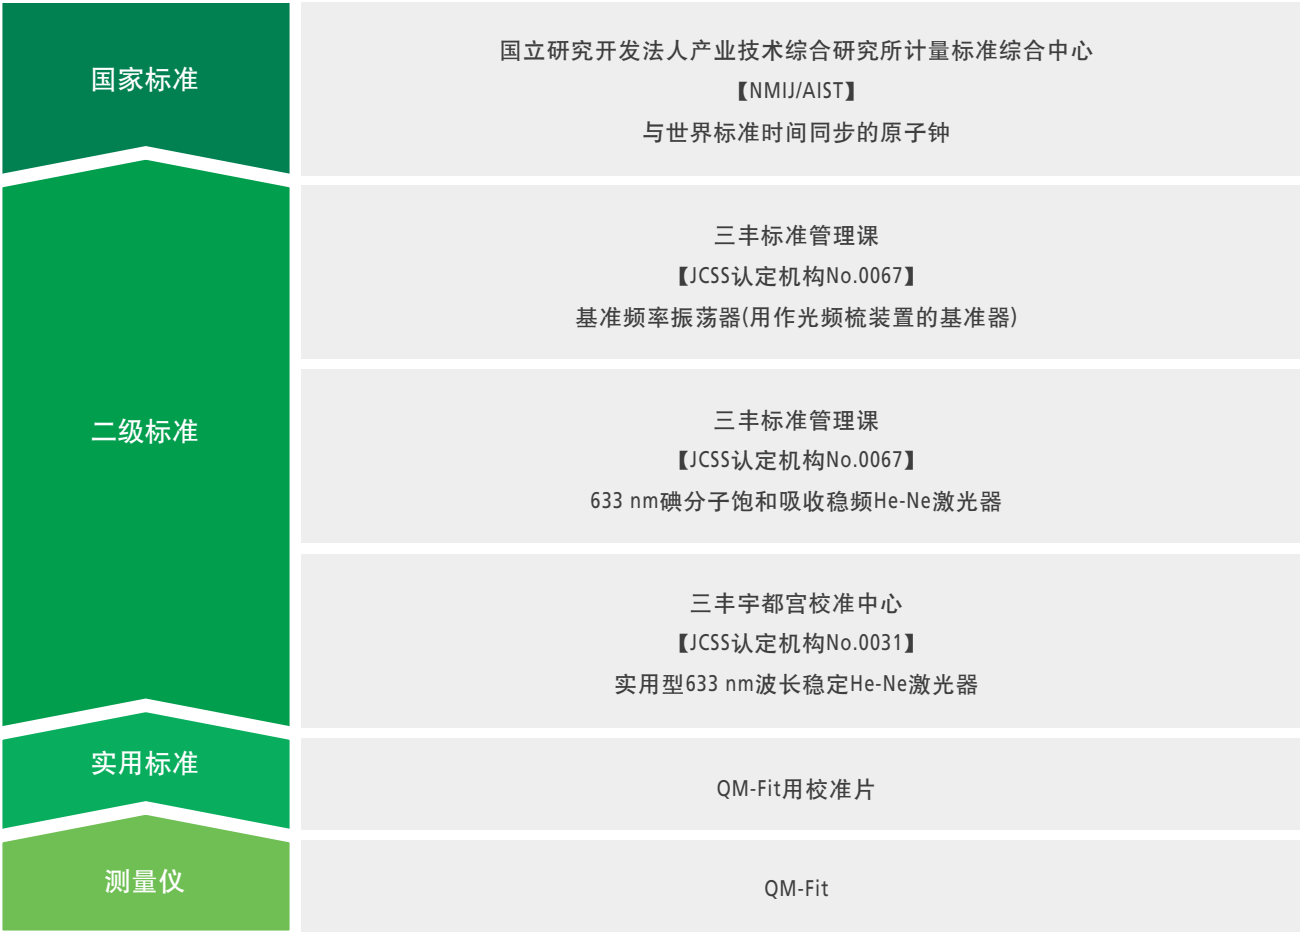 国家标准
国立研究开发法人产业技术综合研究所计量标准综合中心
【NMIJ/AIST】
与世界标准时间同步的原子钟
二级标准
三丰标准管理课
【JCSS认定机构No.0067】
基准频率振荡器(用作光频梳装置的基准器)
三丰标准管理课
【JCSS认定机构No.0067】
633 nm碘分子饱和吸收稳频He-Ne激光器
三丰宇都宫校准中心
【JCSS认定机构No.0031】
实用型633 nm波长稳定He-Ne激光器
实用标准
QM-Fit用校准片
测量仪
QM-Fit